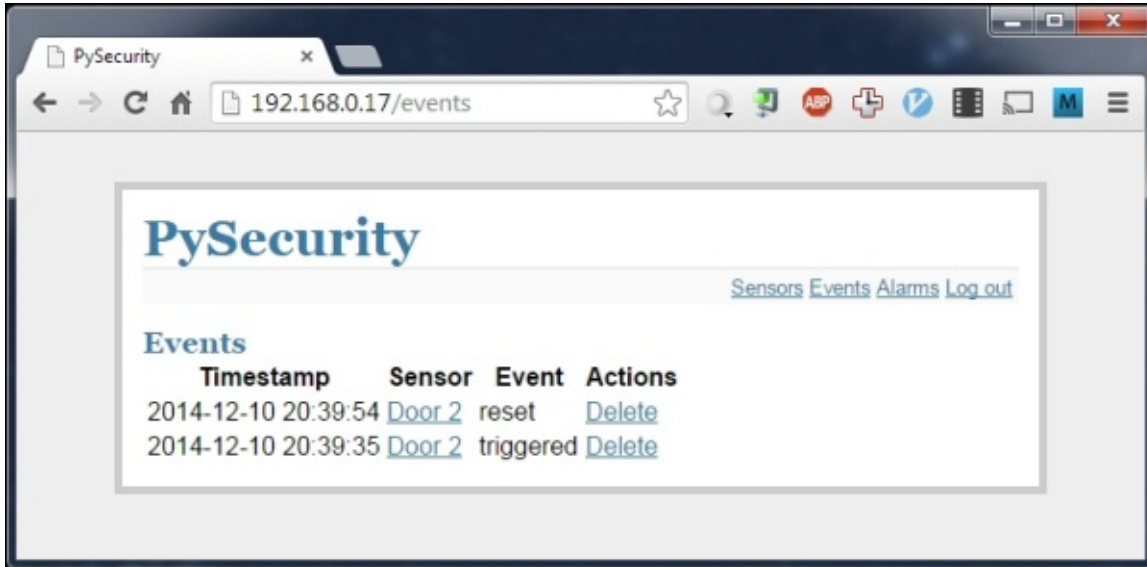 PySecurity
192.168.0.17/events
ABP
M
PySecurity
Sensors Events Alarms Log out
Events
Timestamp Sensor Event Actions
2014-12-10 20:39:54 Door 2 reset Delete
2014-12-10 20:39:35 Door 2 triggered Delete